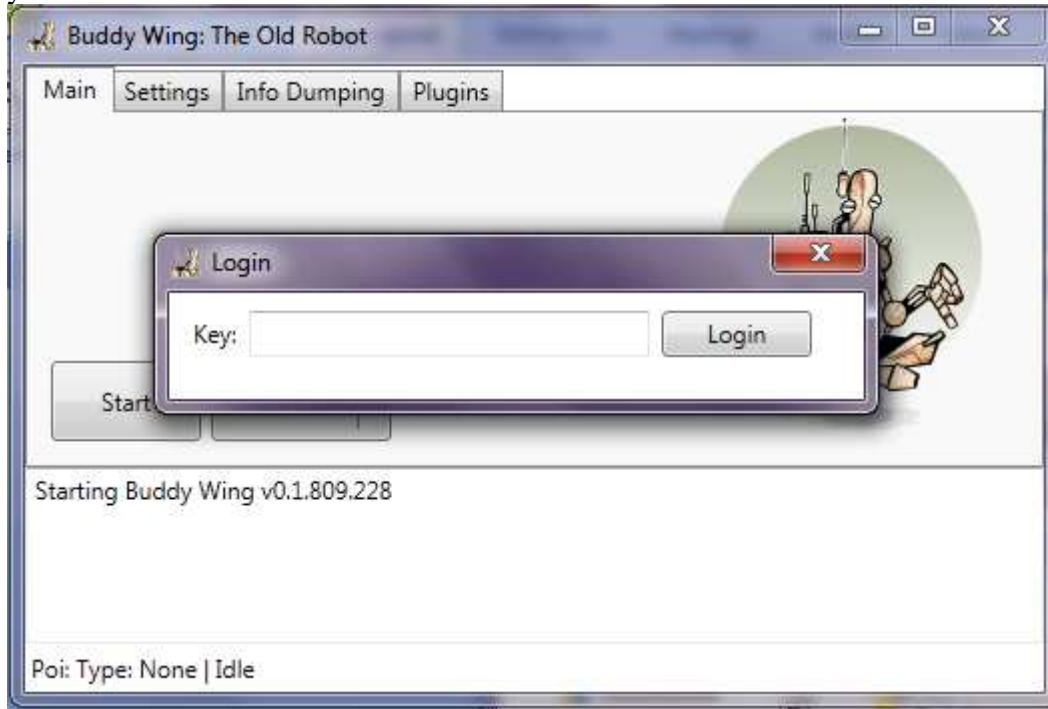 Buddy Wing: The Old Robot
Main Settings Info Dumping Plugins
Login
Key: Login
Start
Starting Buddy Wing v0.1.809.228
Poi: Type: None | Idle